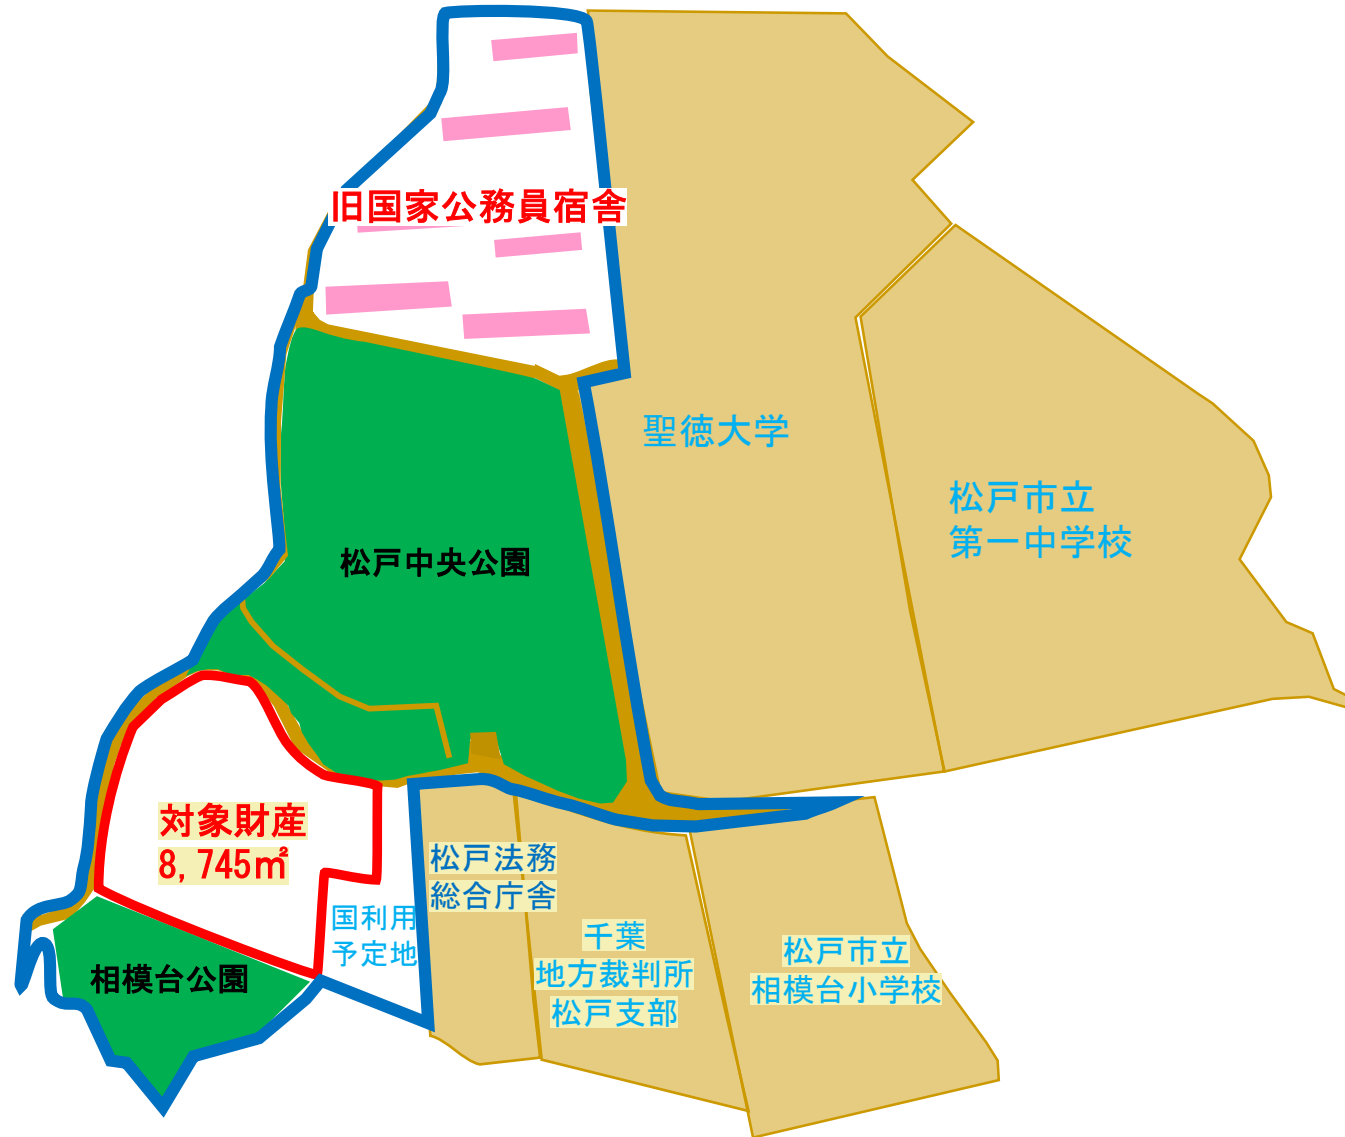 旧国家公務員宿舎
聖徳大学
松戸市立
第一中学校
松戸中央公園
対象財産
8,745㎡
松戸法務
総合庁舎
国利用
予定地
千葉
地方裁判所
松戸支部
松戸市立
相模台小学校
相模台公園